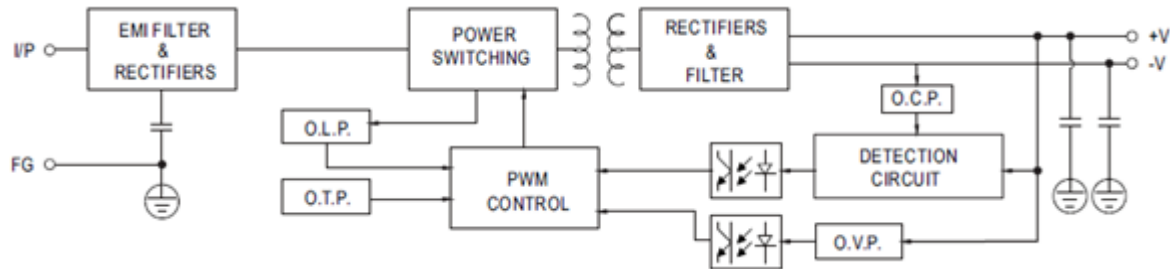 I/P
EMI FILTER
&
RECTIFIERS
POWER
SWITCHING
RECTIFIERS
&
FILTER
+V
-V
O.C.P.
O.L.P.
FG
PWM
CONTROL
DETECTION
CIRCUIT
O.T.P.
O.V.P.